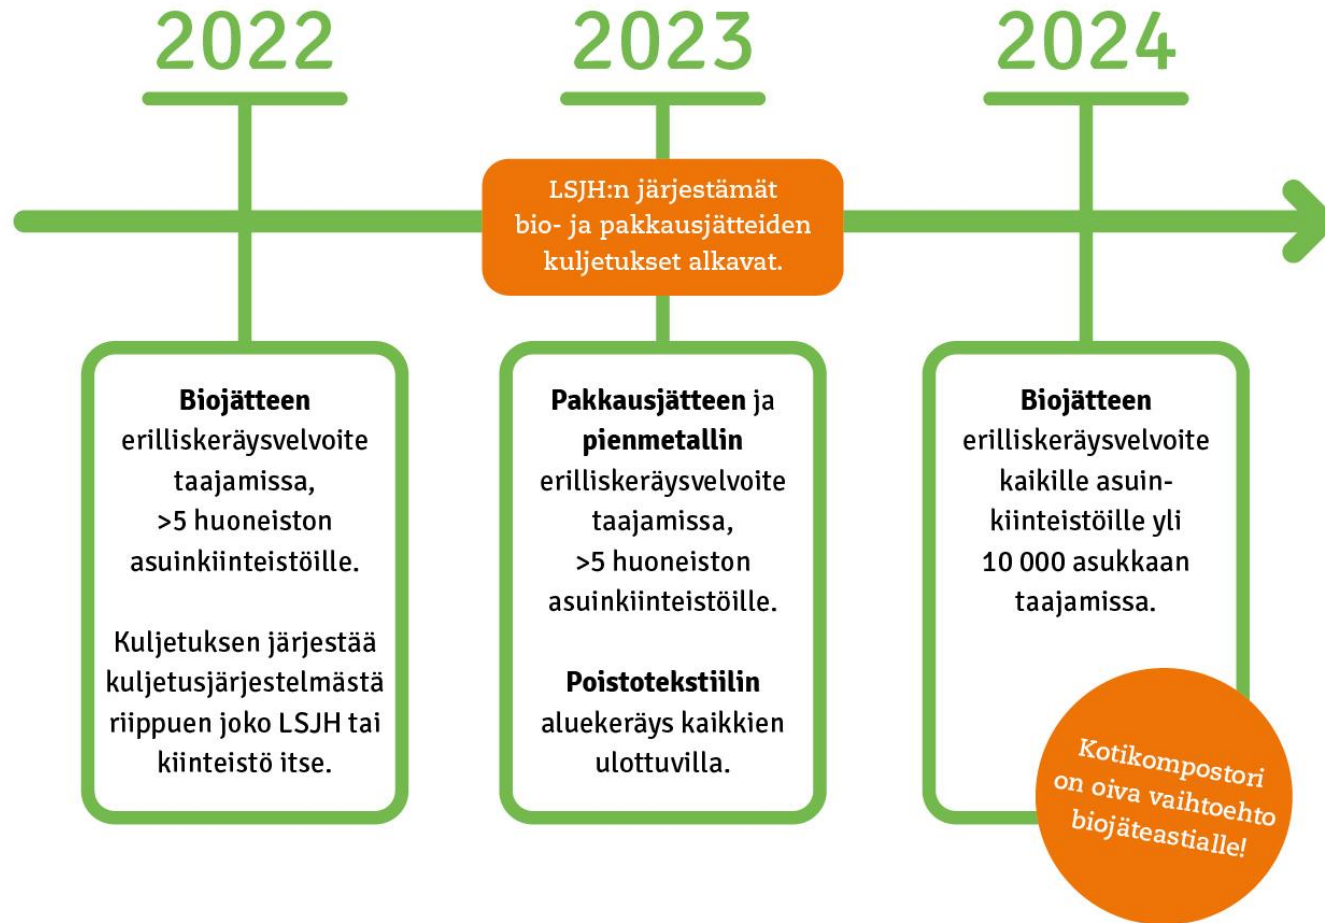 2022
2023
2024
LSJH:n järjestämät
bio- ja pakkausjätteiden
kuljetukset alkavat.
Biojätteen
erilliskeräysvelvoite
taajamissa,
>5 huoneiston
asuinkiinteistöille.
Kuljetuksen järjestää
kuljetusjärjestelmästä
riippuen joko LSJH tai
kiinteistö itse.
Pakkausjätteen ja
pienmetallin
erilliskeräysvelvoite
taajamissa,
>5 huoneiston
asuinkiinteistöille.
Poistotekstiilin
aluekeräys kaikkien
ulottuvilla.
Biojätteen
erilliskeräysvelvoite
kaikille asuin-
kiinteistöille yli
10 000 asukkaan
taajamissa.
Kotikompostori
on oiva vaihtoehto
biojäteastialle!